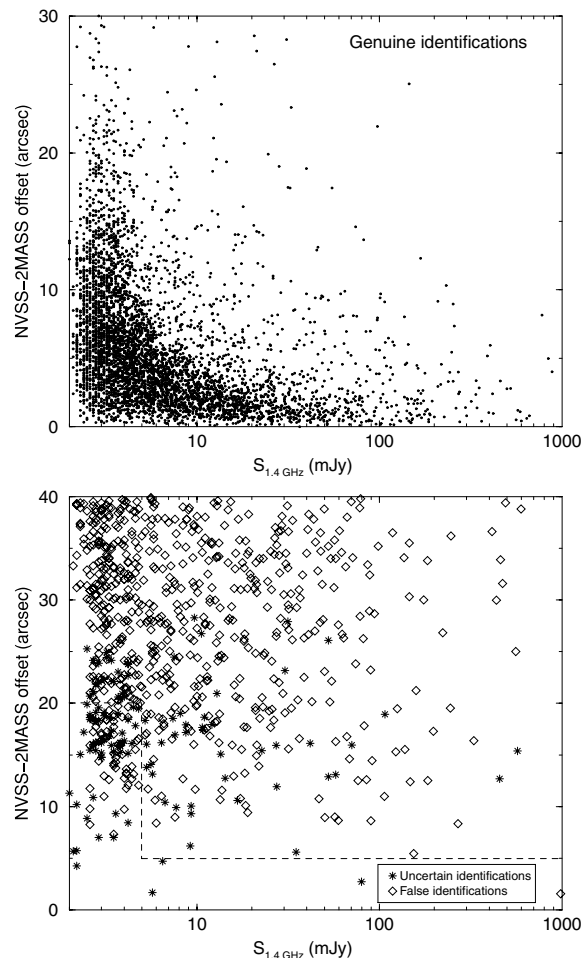 30
Genuine identifications
20
NVSS−2MASS offset (arcsec)
10
0
10 100 1000
S1.4 GHz (mJy)
40
30
NVSS−2MASS offset (arcsec)
20
10
Uncertain identifications
False identifications
0
10 100 1000
S1.4 GHz (mJy)